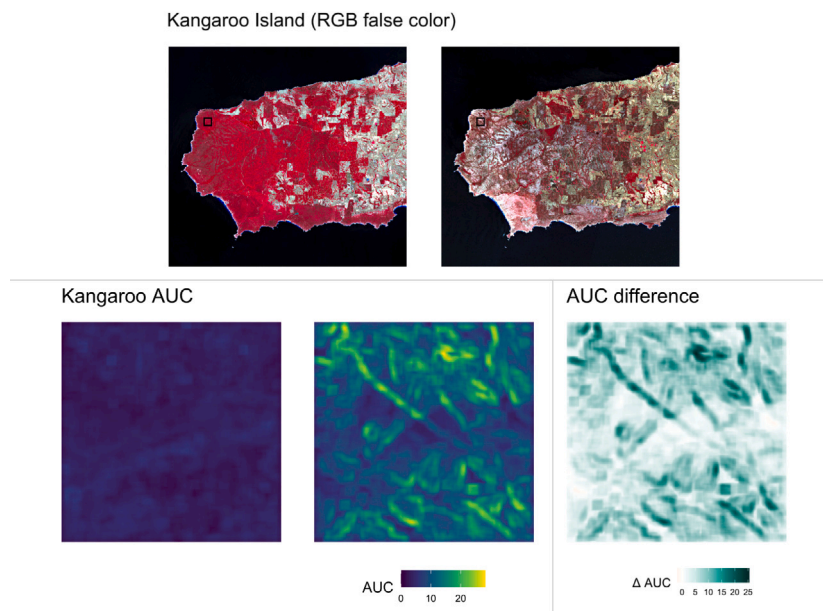 Kangaroo Island (RGB false color)
Kangaroo AUC
AUC difference
AUC
0 10 20
Δ AUC
0 5 10 15 20 25